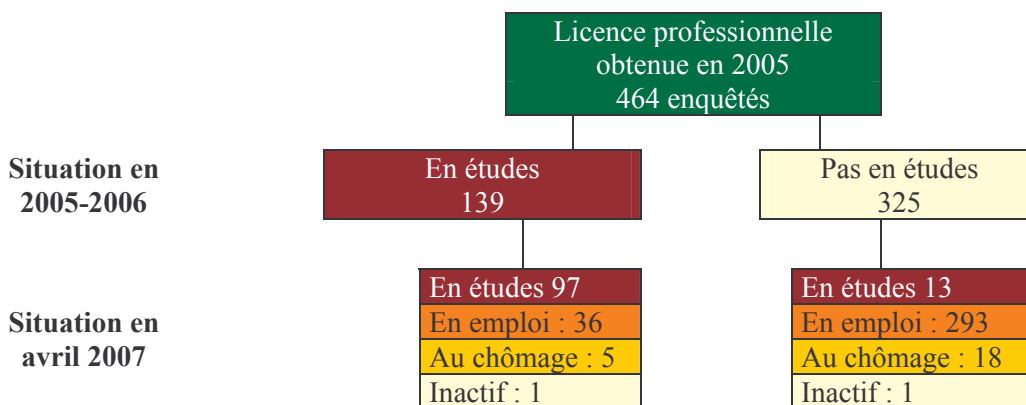 Licence professionnelle
obtenue en 2005
464 enquêtés
Situation en
2005-2006
En études
139
Pas en études
325
Situation en
avril 2007
En études 97
En emploi : 36
Au chômage : 5
Inactif : 1
En études 13
En emploi : 293
Au chômage : 18
Inactif : 1